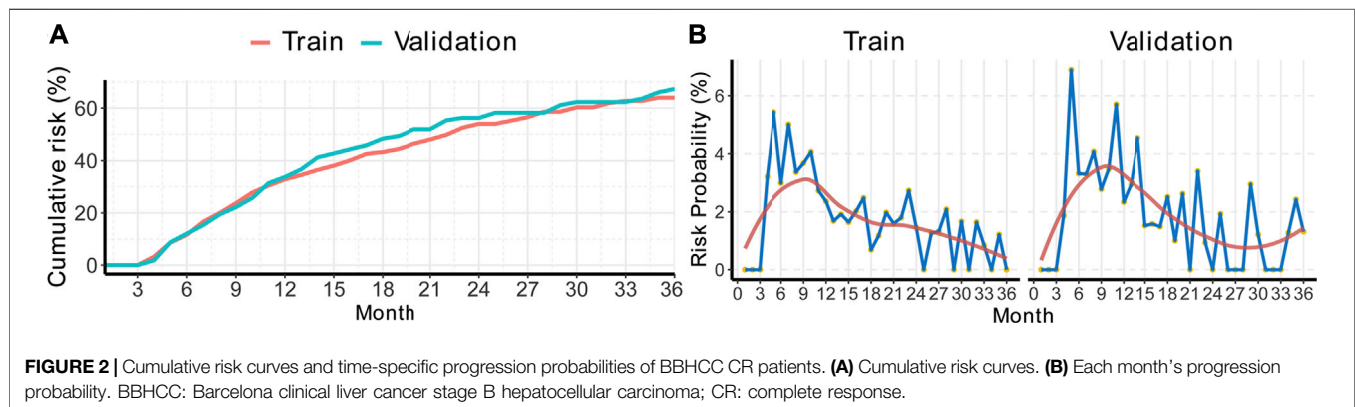 A
Train Validation
Cumulative risk (%)
60
40
20
0
3 6 9 12 15 18 21 24 27 30 33 36
Month
B
Train Validation
Risk Probability (%)
6
4
2
0
0 3 6 9 12 15 18 21 24 27 30 33 36 0 3 6 9 12 15 18 21 24 27 30 33 36
Month
FIGURE 2 | Cumulative risk curves and time-specific progression probabilities of BBHCC CR patients. (A) Cumulative risk curves. (B) Each month's progression
probability. BBHCC: Barcelona clinical liver cancer stage B hepatocellular carcinoma; CR: complete response.